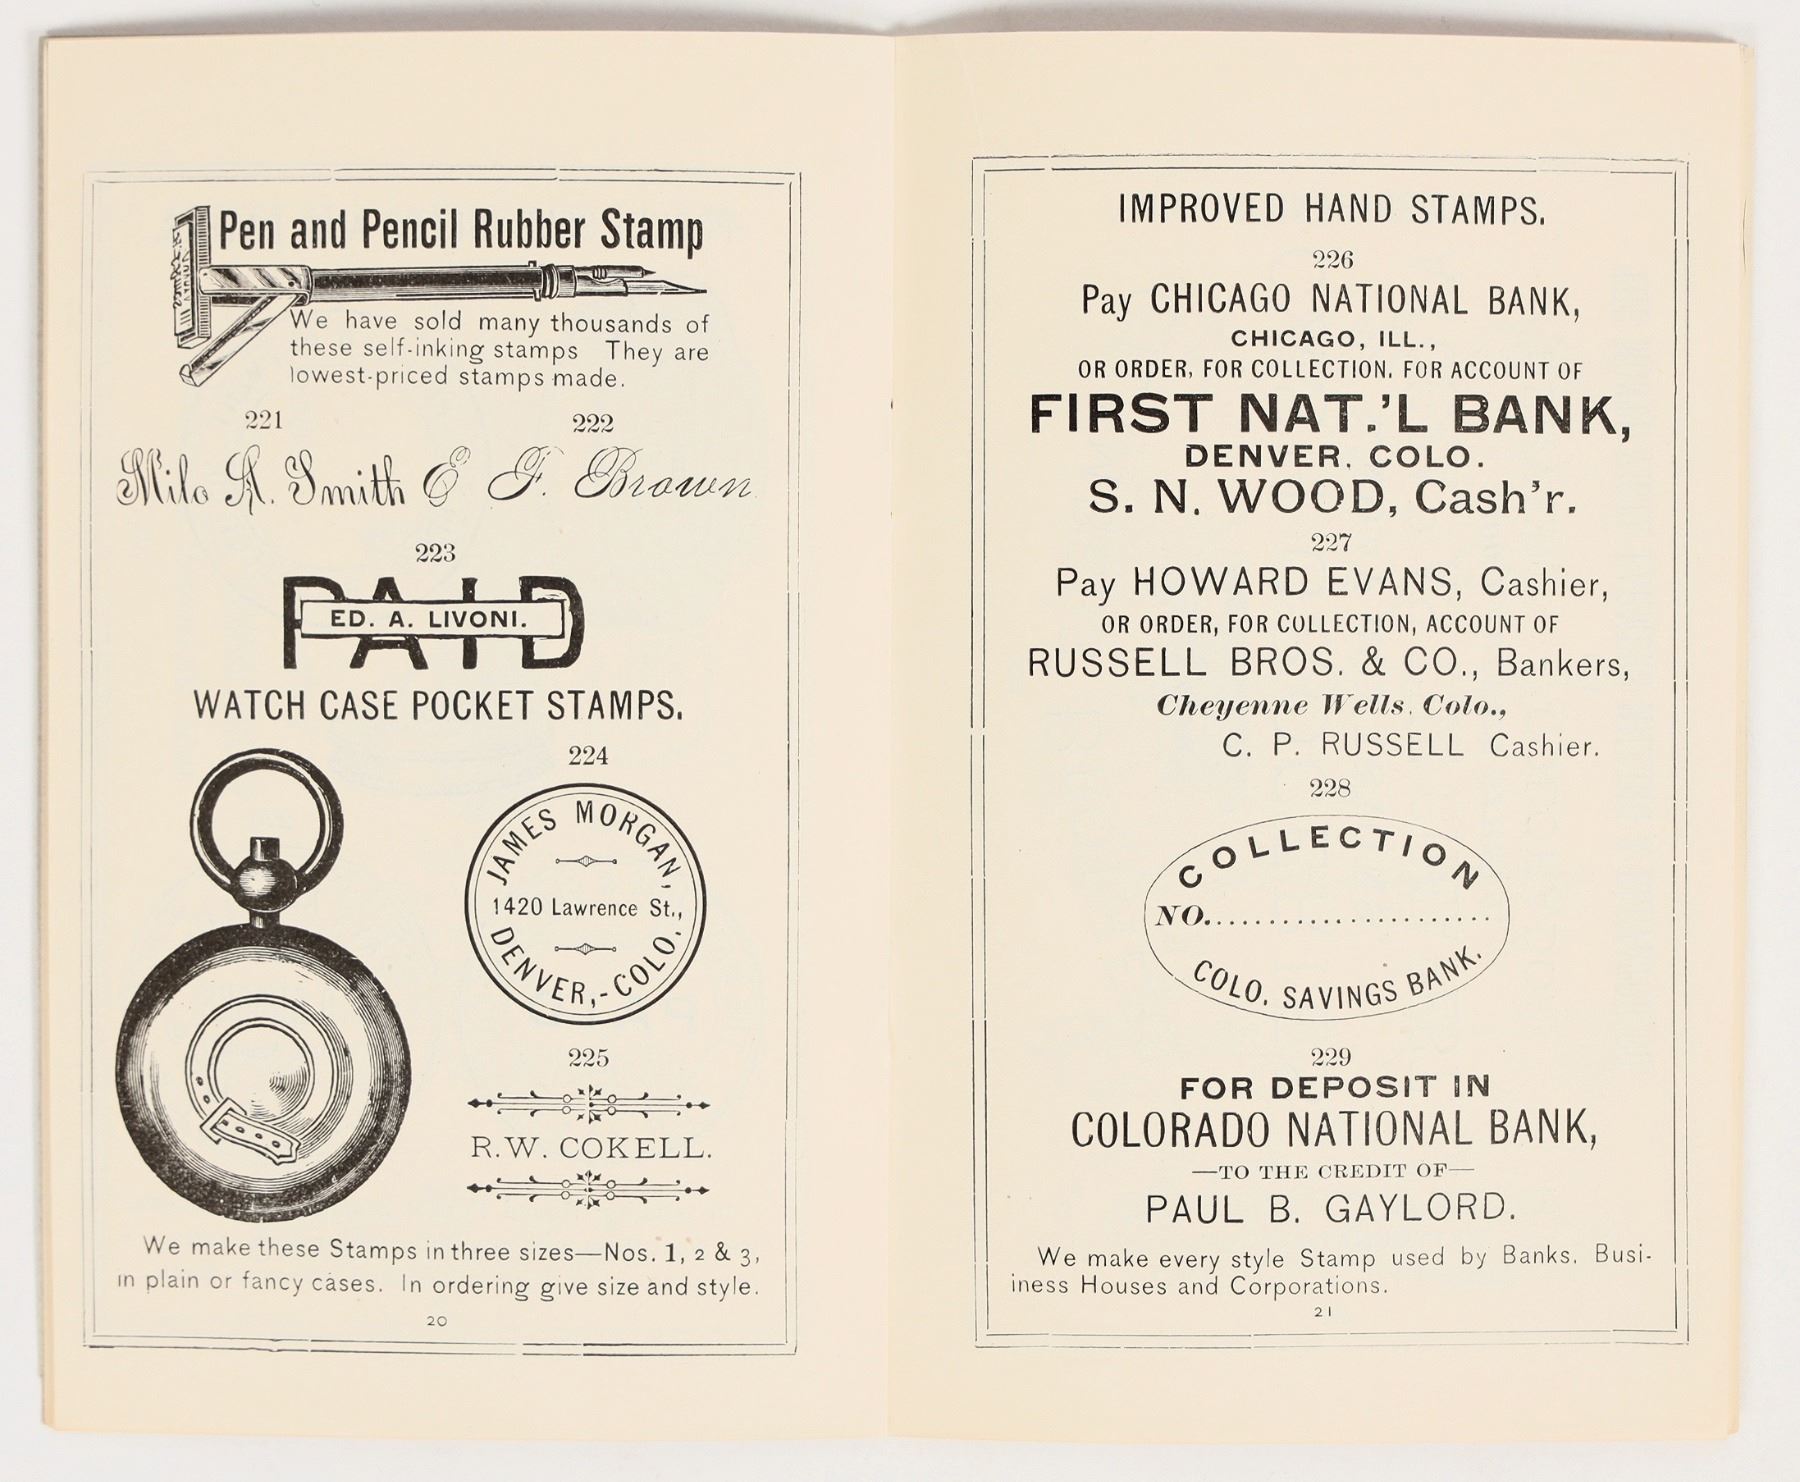 Pen and Pencil Rubber Stamp
We have sold many thousands of
these self-inking stamps They are
lowest-priced stamps made.
221
222
Milo A. Smith
E F. Brown
223
PAID
ED. A. LIVONI.
WATCH CASE POCKET STAMPS.
224
JAMES MORGAN,
1420 Lawrence St.,
DENVER,-COLO.
225
R. W. COKELL.
We make these Stamps in three sizes—Nos. 1, 2 & 3,
in plain or fancy cases. In ordering give size and style.
20
IMPROVED HAND STAMPS.
226
Pay CHICAGO NATIONAL BANK,
CHICAGO, ILL.,
OR ORDER, FOR COLLECTION. FOR ACCOUNT OF
FIRST NAT.'L BANK,
DENVER. COLO.
S. N. WOOD, Cash'r.
227
Pay HOWARD EVANS, Cashier,
OR ORDER, FOR COLLECTION, ACCOUNT OF
RUSSELL BROS. & CO., Bankers,
Cheyenne Wells. Colo.,
C. P. RUSSELL Cashier.
228
COLLECTION
NO......................
COLO. SAVINGS BANK.
229
FOR DEPOSIT IN
COLORADO NATIONAL BANK,
—TO THE CREDIT OF—
PAUL B. GAYLORD.
We make every style Stamp used by Banks. Busi-
iness Houses and Corporations.
21